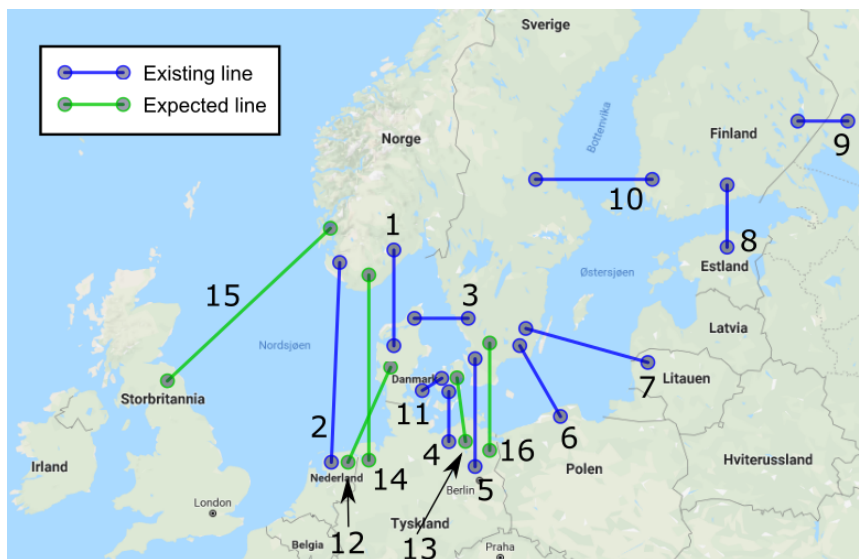 Sverige
Existing line
Expected line
Norge
Bottenvika
Finland
9
10
1
8
Estland
Østersjøen
15
3
Latvia
Nordsjøen
Danmark
7
Litauen
Storbritannia
11
2
6
Irland
4
16
Nederland
14
5
Polen
Hviterussland
London
Berlin
Tyskland
Belgia
12
13
Praha